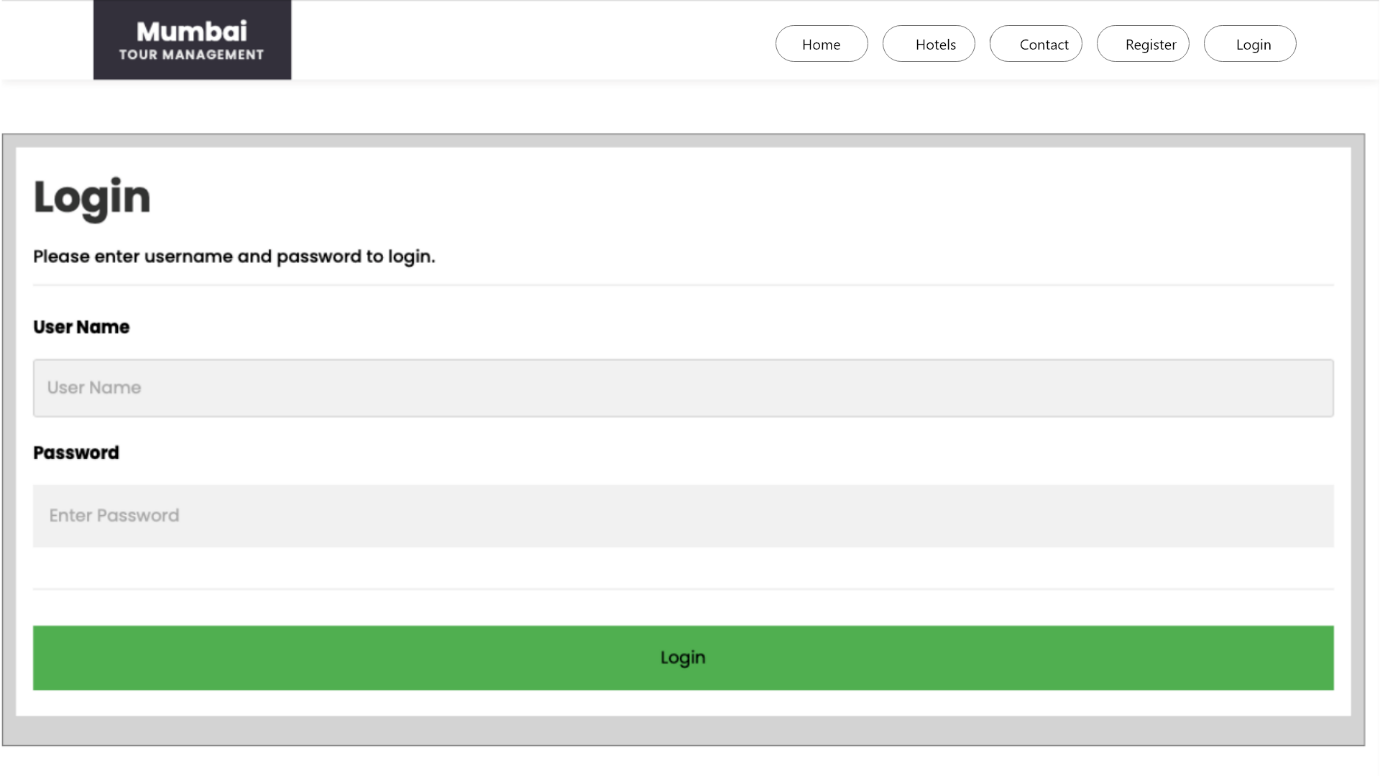 Mumbai
TOUR MANAGEMENT
Home Hotels Contact Register Login
Login
Please enter username and password to login.
User Name
User Name
Password
Enter Password
Login